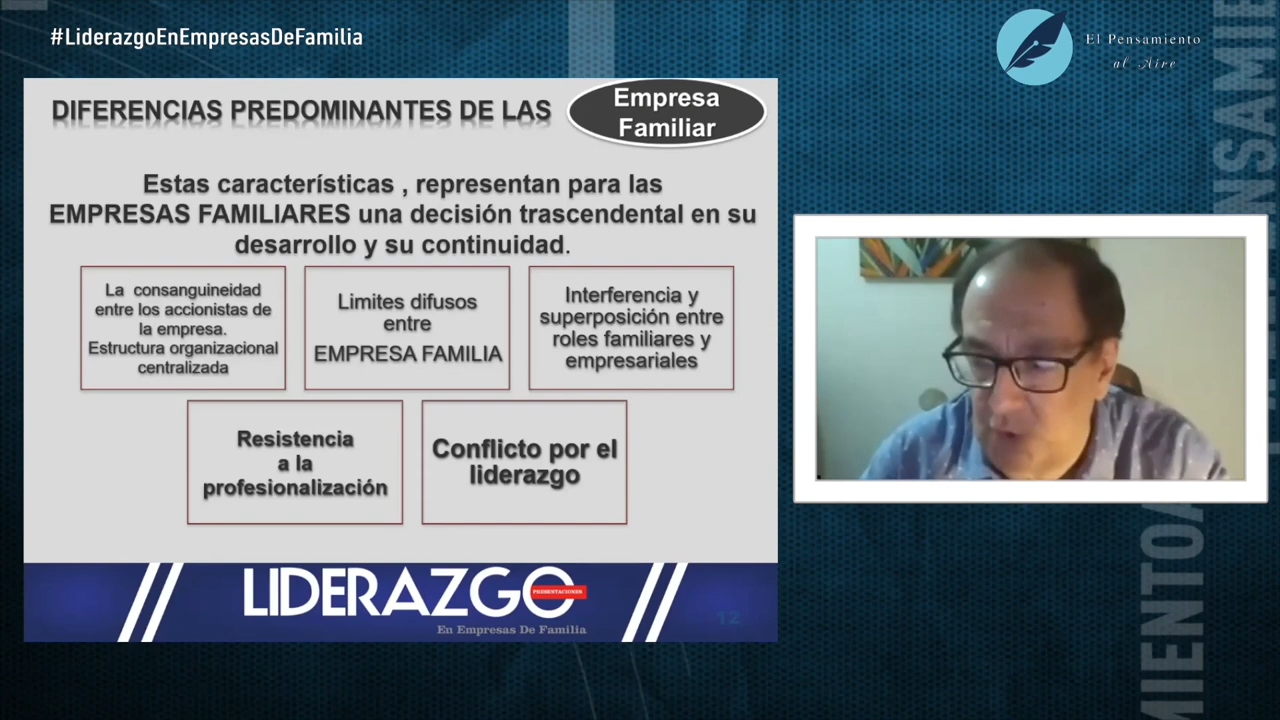 #LiderazgoEnEmpresasDeFamilia
El Pensamiento
al Aire
DIFERENCIAS PREDOMINANTES DE LAS
Empresa
Familiar
Estas características , representan para las
EMPRESAS FAMILIARES una decisión trascendental en su
desarrollo y su continuidad.
La consanguineidad
entre los accionistas de
la empresa.
Estructura organizacional
centralizada
Limites difusos
entre
EMPRESA FAMILIA
Interferencia y
superposición entre
roles familiares y
empresariales
Resistencia
a la
profesionalización
Conflicto por el
liderazgo
LIDERAZGO
PRESENTACIONES
En Empresas De Familia
12